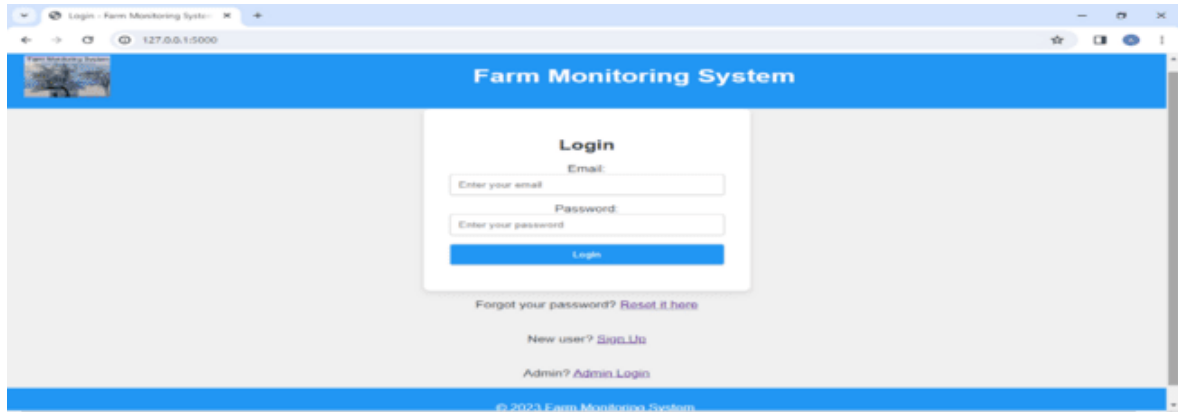 Login - Farm Monitoring Syste
127.0.0.1:5000
Farm Monitoring System
Farm Monitoring System
Login
Email:
Enter your email
Password:
Enter your password
Login
Forgot your password? Reset it here
New user? Sign Up
Admin? Admin Login
© 2023 Farm Monitoring System